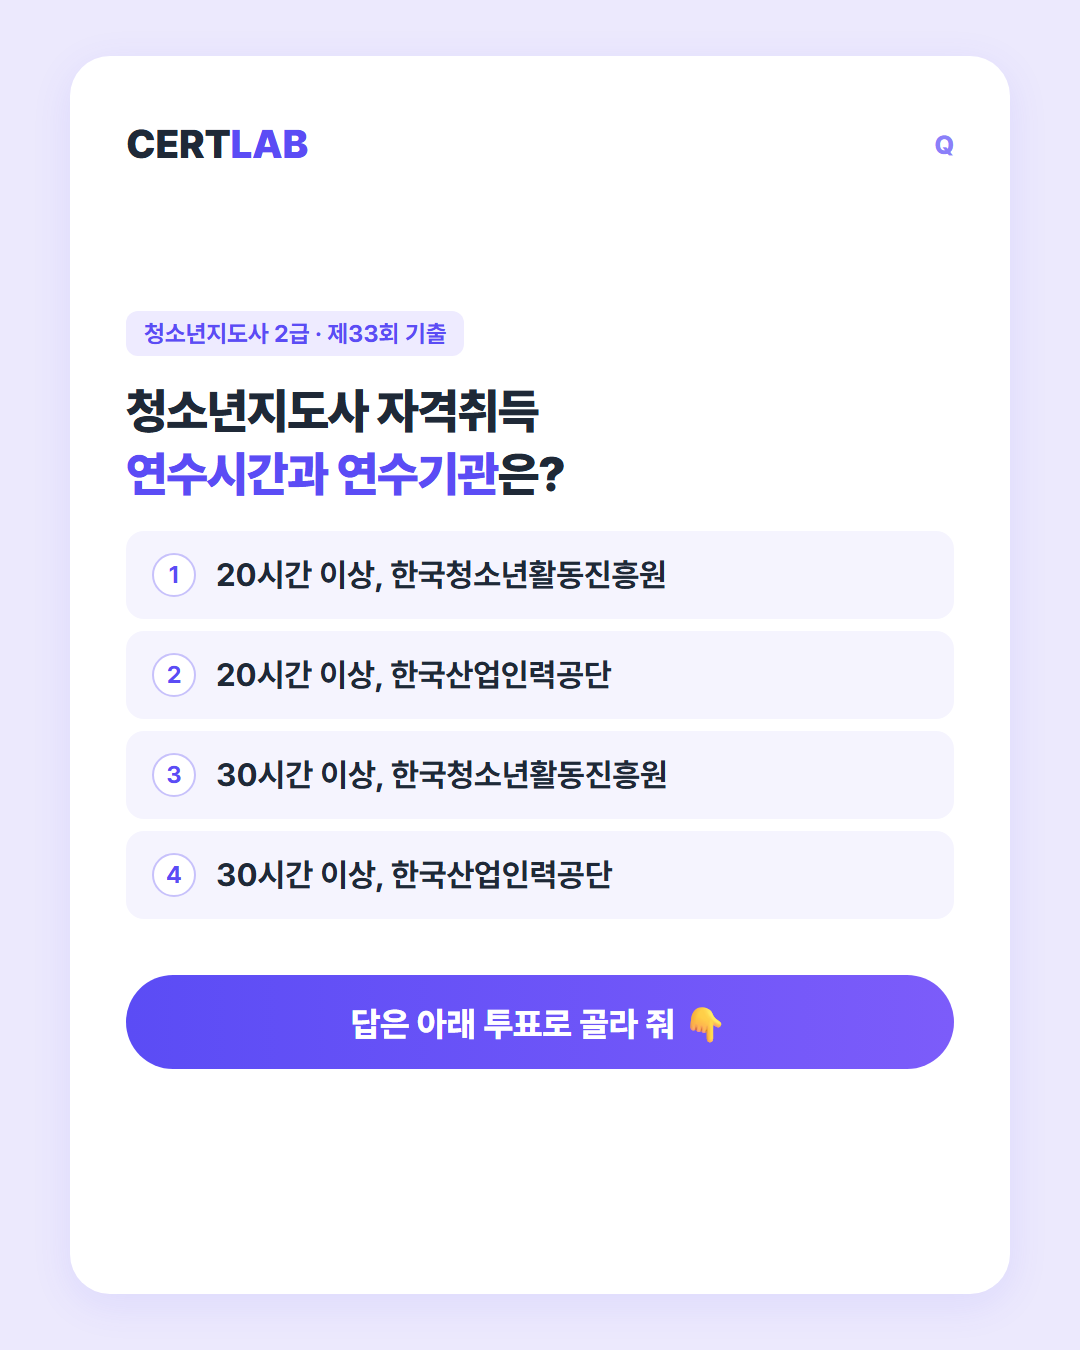 CERTLAB
Q
청소년지도사 2급 · 제33회 기출
청소년지도사 자격취득
연수시간과 연수기관은?
1 20시간 이상, 한국청소년활동진흥원
2 20시간 이상, 한국산업인력공단
3 30시간 이상, 한국청소년활동진흥원
4 30시간 이상, 한국산업인력공단
답은 아래 투표로 골라 줘 👇